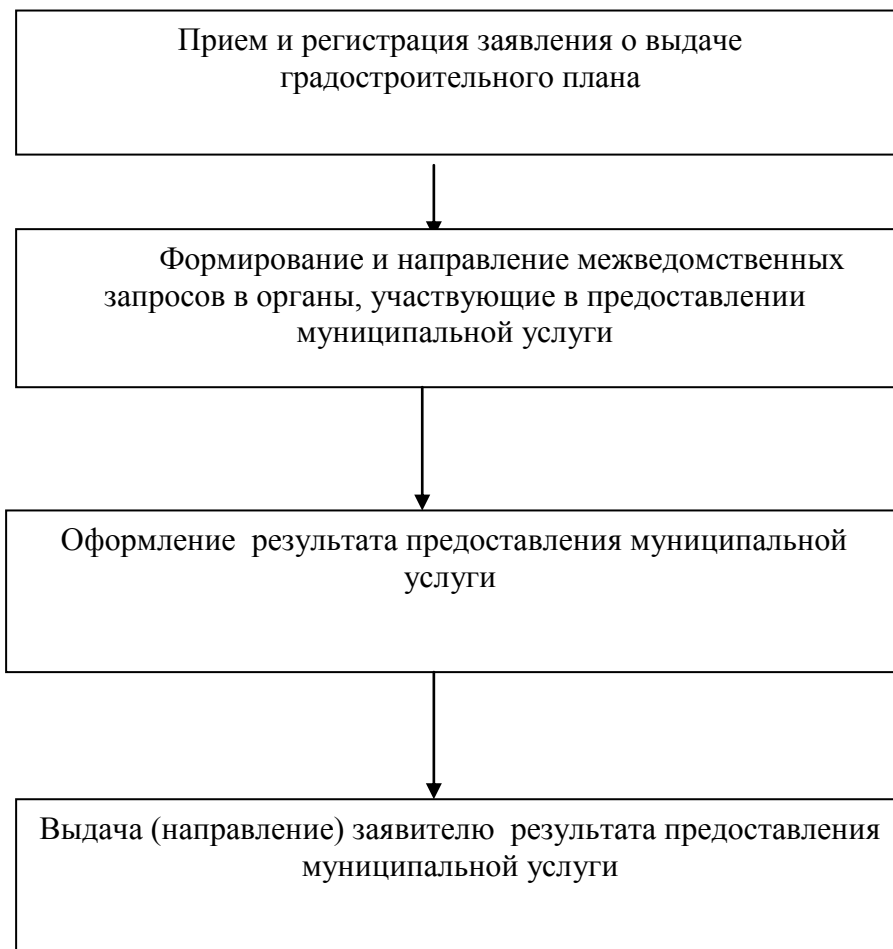 Прием и регистрация заявления о выдаче
градостроительного плана
Формирование и направление межведомственных
запросов в органы, участвующие в предоставлении
муниципальной услуги
Оформление результата предоставления муниципальной
услуги
Выдача (направление) заявителю результата предоставления
муниципальной услуги